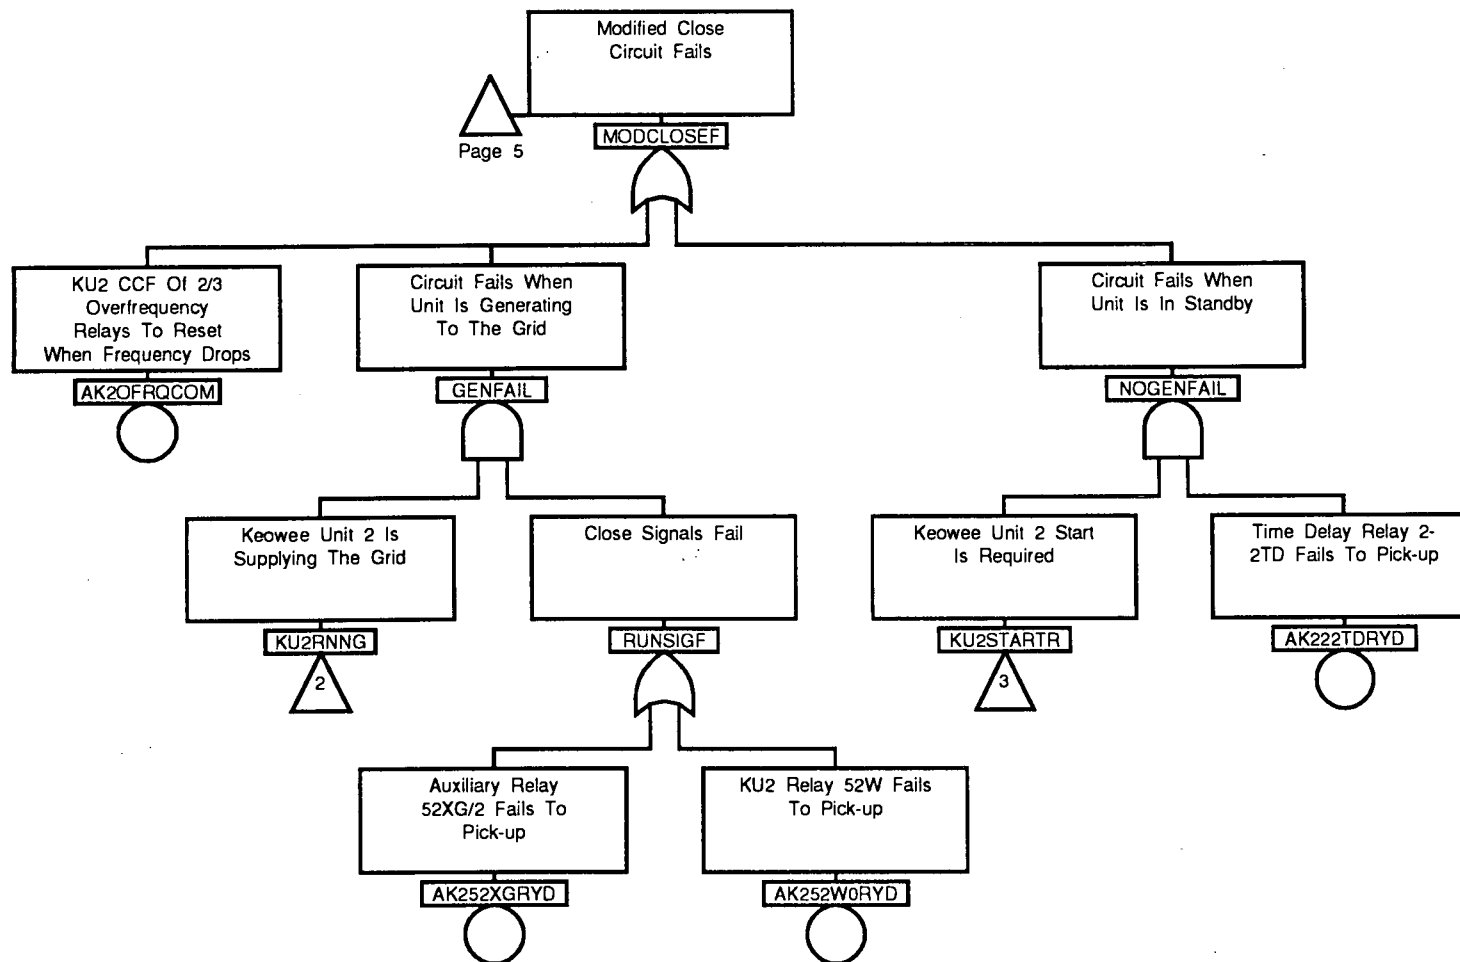 Modified Close
Circuit Fails
Page 5
MODCLOSEF
KU2 CCF Of 2/3
Overfrequency
Relays To Reset
When Frequency Drops
AK2OFRQCOM
Circuit Fails When
Unit Is Generating
To The Grid
GENFAIL
Circuit Fails When
Unit Is In Standby
NOGENFAIL
Keowee Unit 2 Is
Supplying The Grid
KU2RNNG
2
Close Signals Fail
RUNSIGF
Keowee Unit 2 Start
Is Required
KU2STARTR
3
Time Delay Relay 2-
2TD Fails To Pick-up
AK222TDRYD
Auxiliary Relay
52XG/2 Fails To
Pick-up
AK252XGRYD
KU2 Relay 52W Fails
To Pick-up
AK252W0RYD